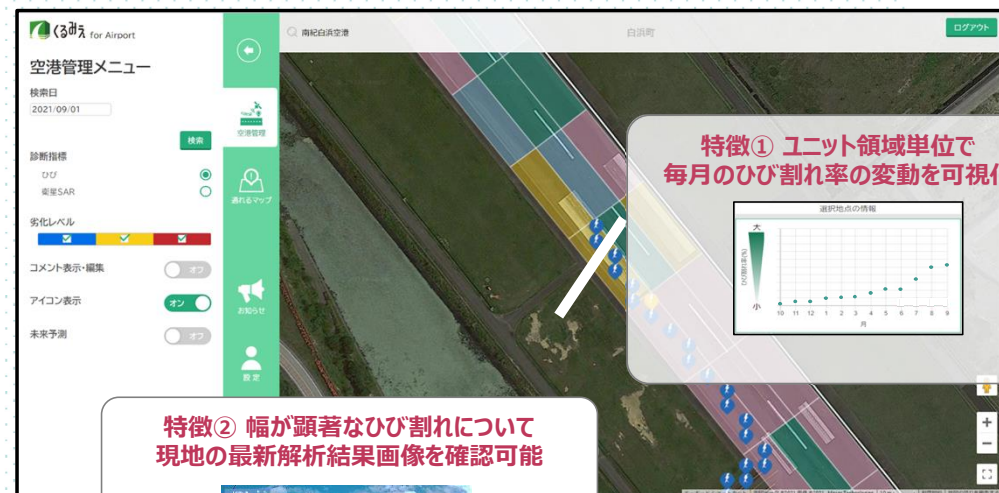 くるみえ for Airport
空港管理メニュー
検索日
2021/09/01
検索
診断指標
ひび
衛星SAR
劣化レベル
コメント表示・編集
オフ
アイコン表示
オン
未来予測
オフ
空港管理
通れるマップ
お知らせ
設定
南紀白浜空港
白浜町
ログアウト
特徴① ユニット領域単位で
毎月のひび割れ率の変動を可視化
選択地点の情報
大
ひび割れ率(%)
小
10 11 12 1 2 3 4 5 6 7 8 9
月
特徴② 幅が顕著なひび割れについて
現地の最新解析結果画像を確認可能